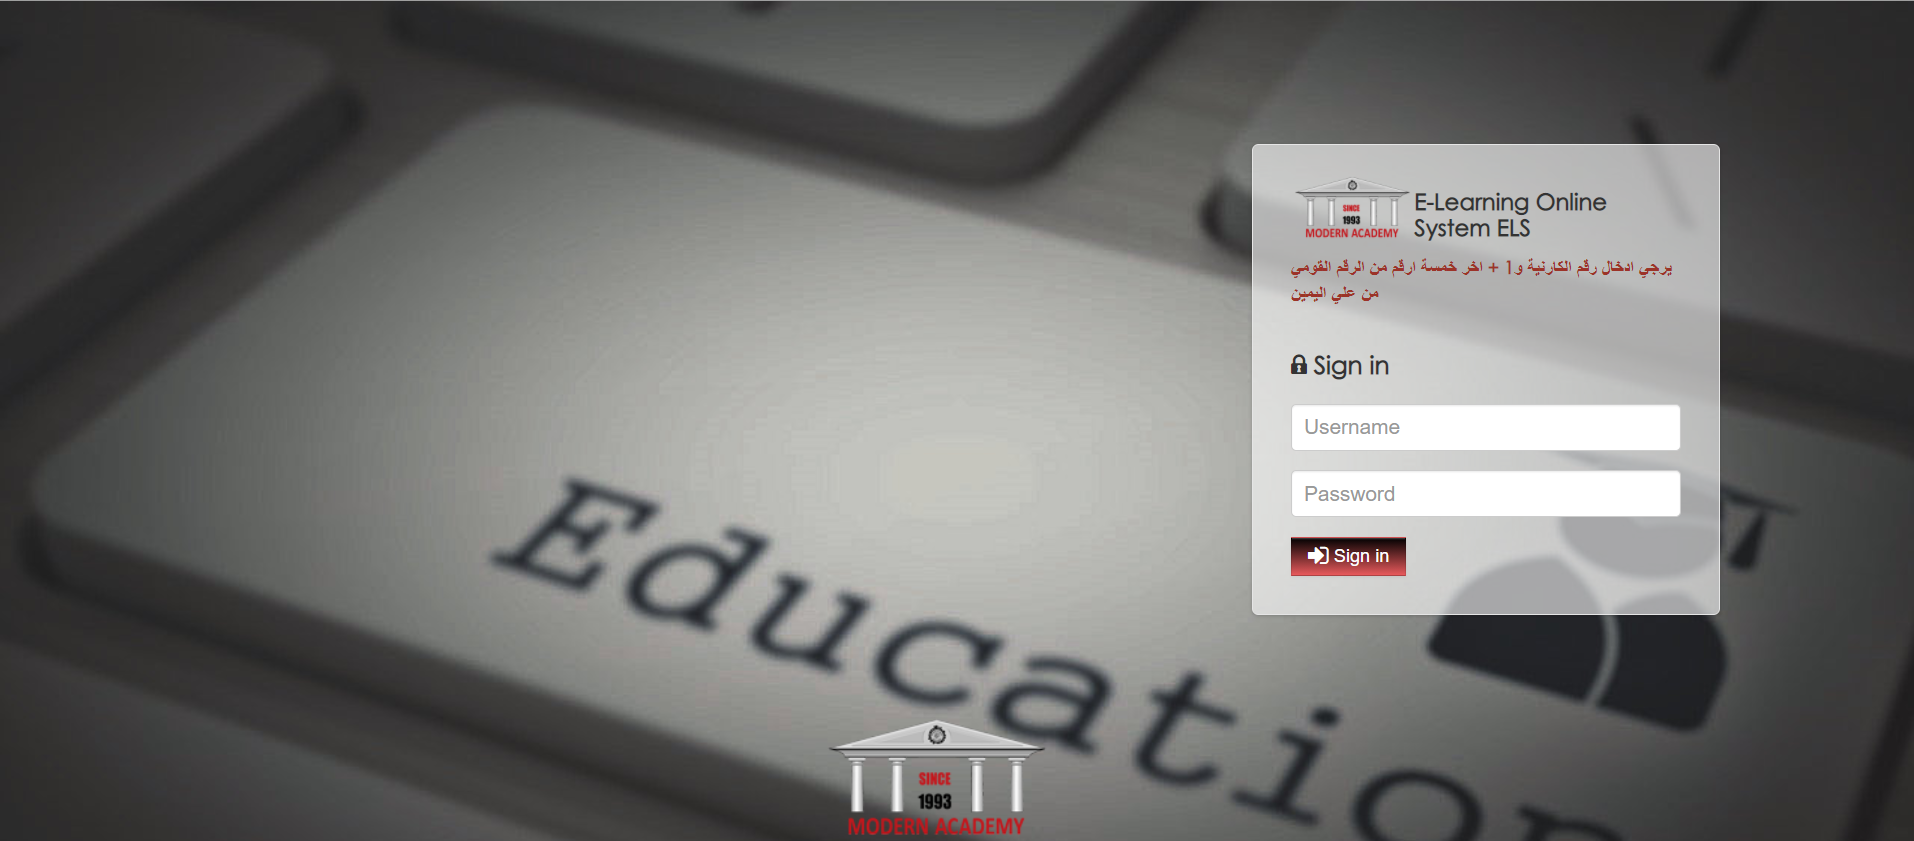 SINCE
1993
MODERN ACADEMY
E-Learning Online
System ELS
يرجي ادخال رقم الكارنية و1 + اخر خمسة ارقم من الرقم القومي
من علي اليمين
Sign in
Username
Password
Sign in
Education
SINCE
1993
MODERN ACADEMY